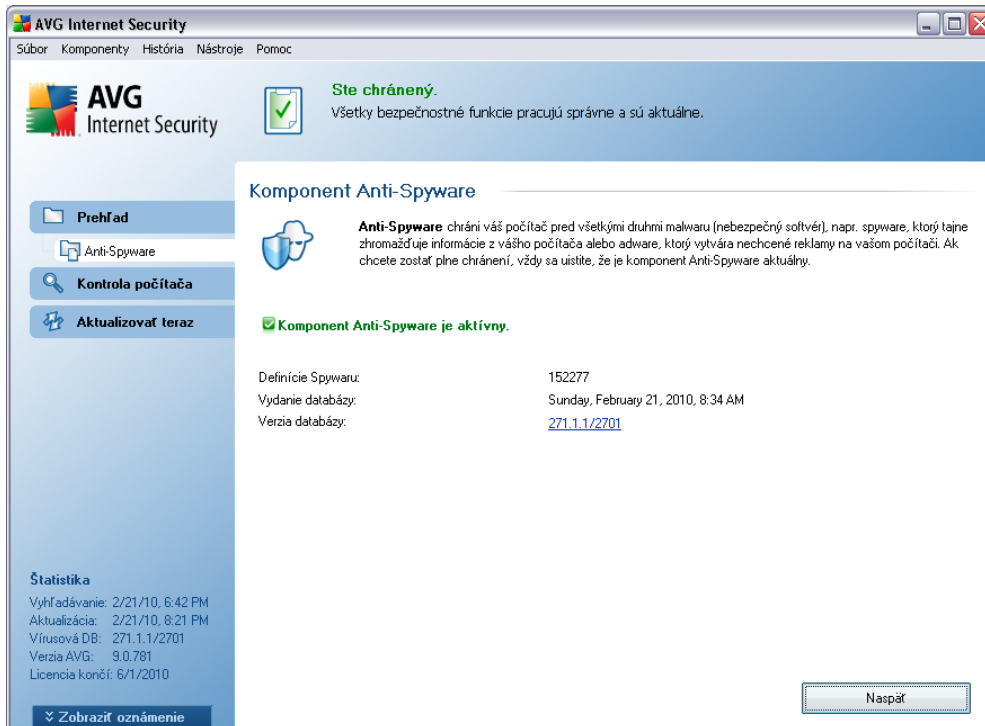 AVG Internet Security
Súbor Komponenty História Nástroje Pomoc
AVG
Internet Security
Ste chránený.
Všetky bezpečnostné funkcie pracujú správne a sú aktuálne.
Prehľad
Anti-Spyware
Kontrola počítača
Aktualizovať teraz
Komponent Anti-Spyware
Anti-Spyware chráni váš počítač pred všetkými druhmi malwaru (nebezpečný softvér), napr. spyware, ktorý tajne
zhromažďuje informácie z vášho počítača alebo adware, ktorý vytvára nechcené reklamy na vašom počítači. Ak
chcete zostať plne chránení, vždy sa uistite, že je komponent Anti-Spyware aktuálny.
Komponent Anti-Spyware je aktívny.
Definície Spywaru: 152277
Vydanie databázy: Sunday, February 21, 2010, 8:34 AM
Verzia databázy: 271.1.1/2701
Štatistika
Vyhľadávanie: 2/21/10, 6:42 PM
Aktualizácia: 2/21/10, 8:21 PM
Vírusová DB: 271.1.1/2701
Verzia AVG: 9.0.781
Licencia končí: 6/1/2010
Zobraziť oznámenie
Naspäť